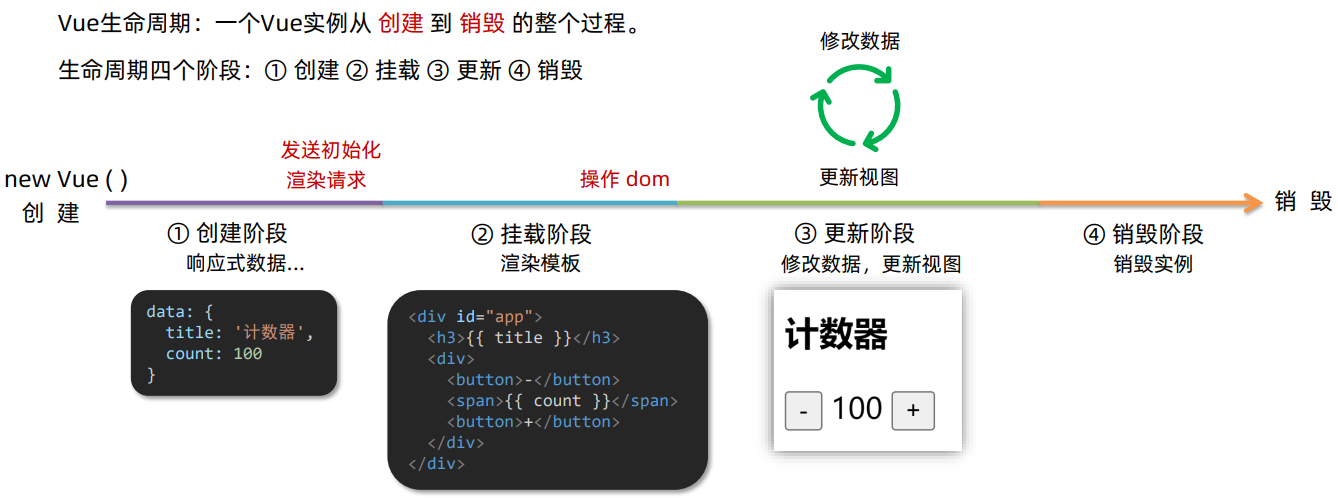 Vue生命周期：一个Vue实例从 创建 到 销毁 的整个过程。
生命周期四个阶段：① 创建 ② 挂载 ③ 更新 ④ 销毁
修改数据
更新视图
发送初始化
渲染请求
操作 dom
new Vue ( )
创 建
销 毁
① 创建阶段
响应式数据...
data: {
  title: '计数器',
  count: 100
}
② 挂载阶段
渲染模板
<div id="app">
  <h3>{{ title }}</h3>
  <div>
    <button>-</button>
    <span>{{ count }}</span>
    <button>+</button>
  </div>
</div>
③ 更新阶段
修改数据，更新视图
计数器
- 100 +
④ 销毁阶段
销毁实例